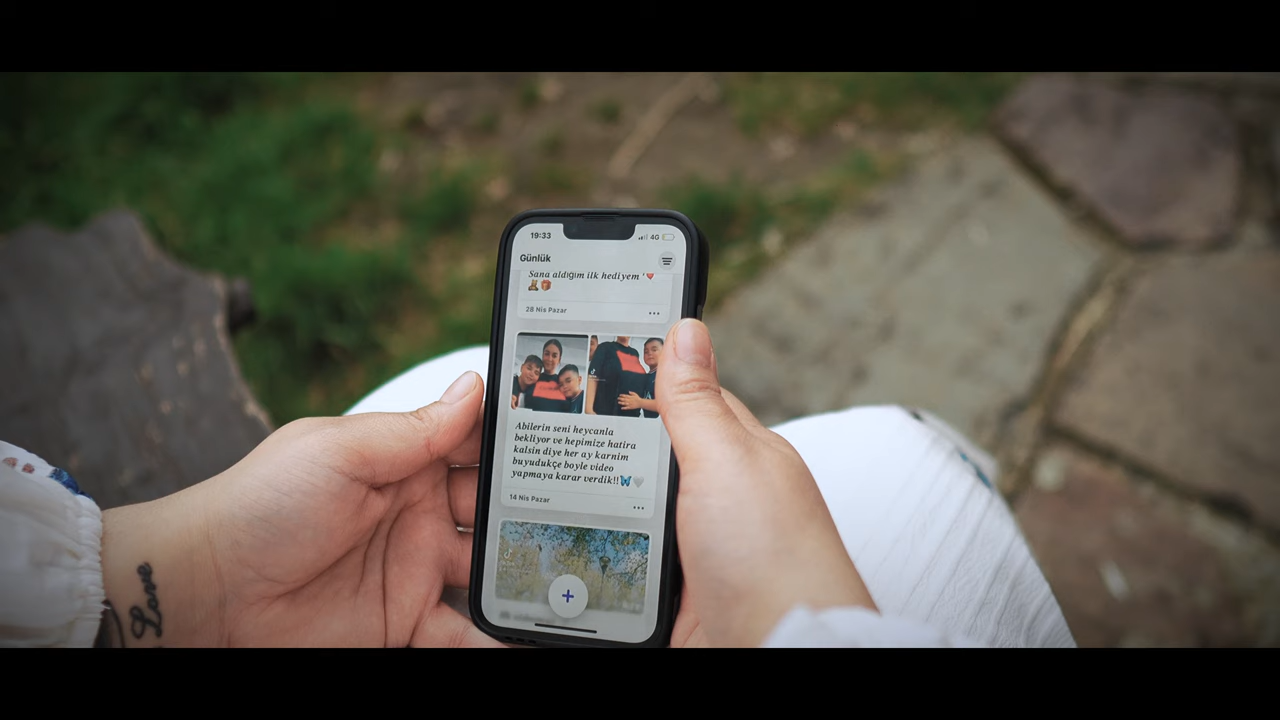 19:33
4G
Günlük
Sana aldığım ilk hediyem '❤️
🧸🎁
28 Nis Pazar
Abilerin seni heycanla
bekliyor ve hepimize hatira
kalsin diye her ay karnim
buyudukçe boyle video
yapmaya karar verdik!!🦋🤍
14 Nis Pazar
+
Love